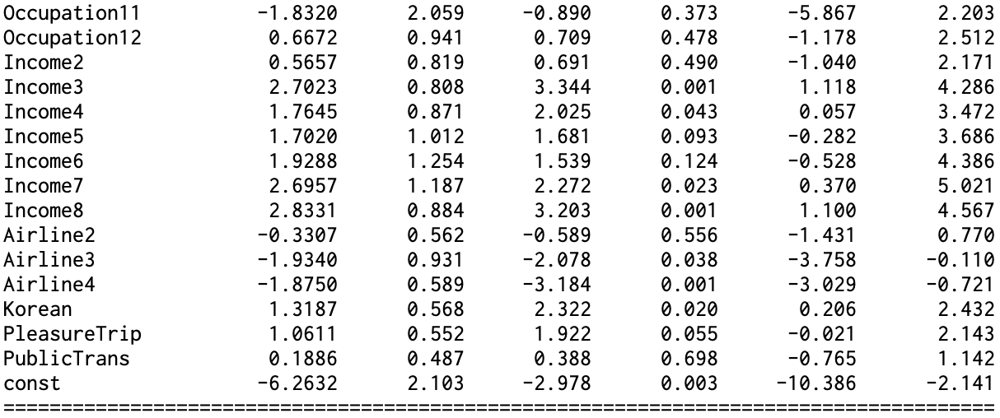 Occupation11 -1.8320 2.059 -0.890 0.373 -5.867 2.203
Occupation12 0.6672 0.941 0.709 0.478 -1.178 2.512
Income2 0.5657 0.819 0.691 0.490 -1.040 2.171
Income3 2.7023 0.808 3.344 0.001 1.118 4.286
Income4 1.7645 0.871 2.025 0.043 0.057 3.472
Income5 1.7020 1.012 1.681 0.093 -0.282 3.686
Income6 1.9288 1.254 1.539 0.124 -0.528 4.386
Income7 2.6957 1.187 2.272 0.023 0.370 5.021
Income8 2.8331 0.884 3.203 0.001 1.100 4.567
Airline2 -0.3307 0.562 -0.589 0.556 -1.431 0.770
Airline3 -1.9340 0.931 -2.078 0.038 -3.758 -0.110
Airline4 -1.8750 0.589 -3.184 0.001 -3.029 -0.721
Korean 1.3187 0.568 2.322 0.020 0.206 2.432
PleasureTrip 1.0611 0.552 1.922 0.055 -0.021 2.143
PublicTrans 0.1886 0.487 0.388 0.698 -0.765 1.142
const -6.2632 2.103 -2.978 0.003 -10.386 -2.141
======================================================================================